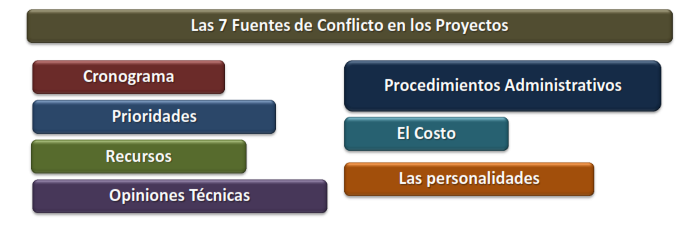 Las 7 Fuentes de Conflicto en los Proyectos
Cronograma
Prioridades
Recursos
Opiniones Técnicas
Procedimientos Administrativos
El Costo
Las personalidades